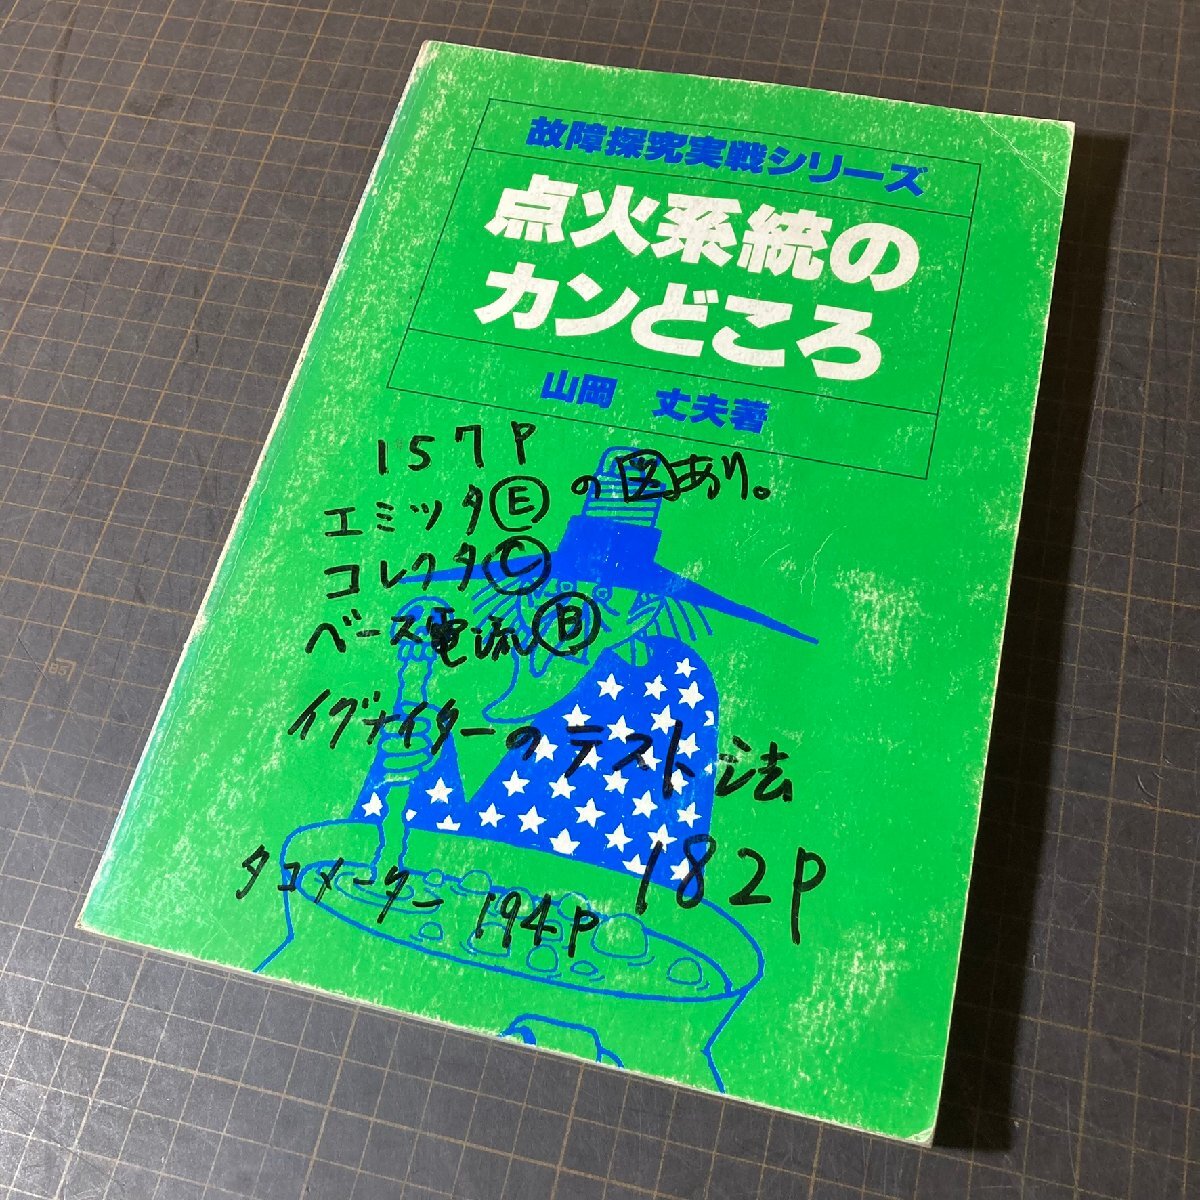 故障探究実戦シリーズ
点火系統の
カンどころ
山岡 丈夫著
157P
エミッタⒺの図あり。
コレクタⒸ
ベース電流Ⓑ
イグナイターのテスト法
182P
タコメーター 194P